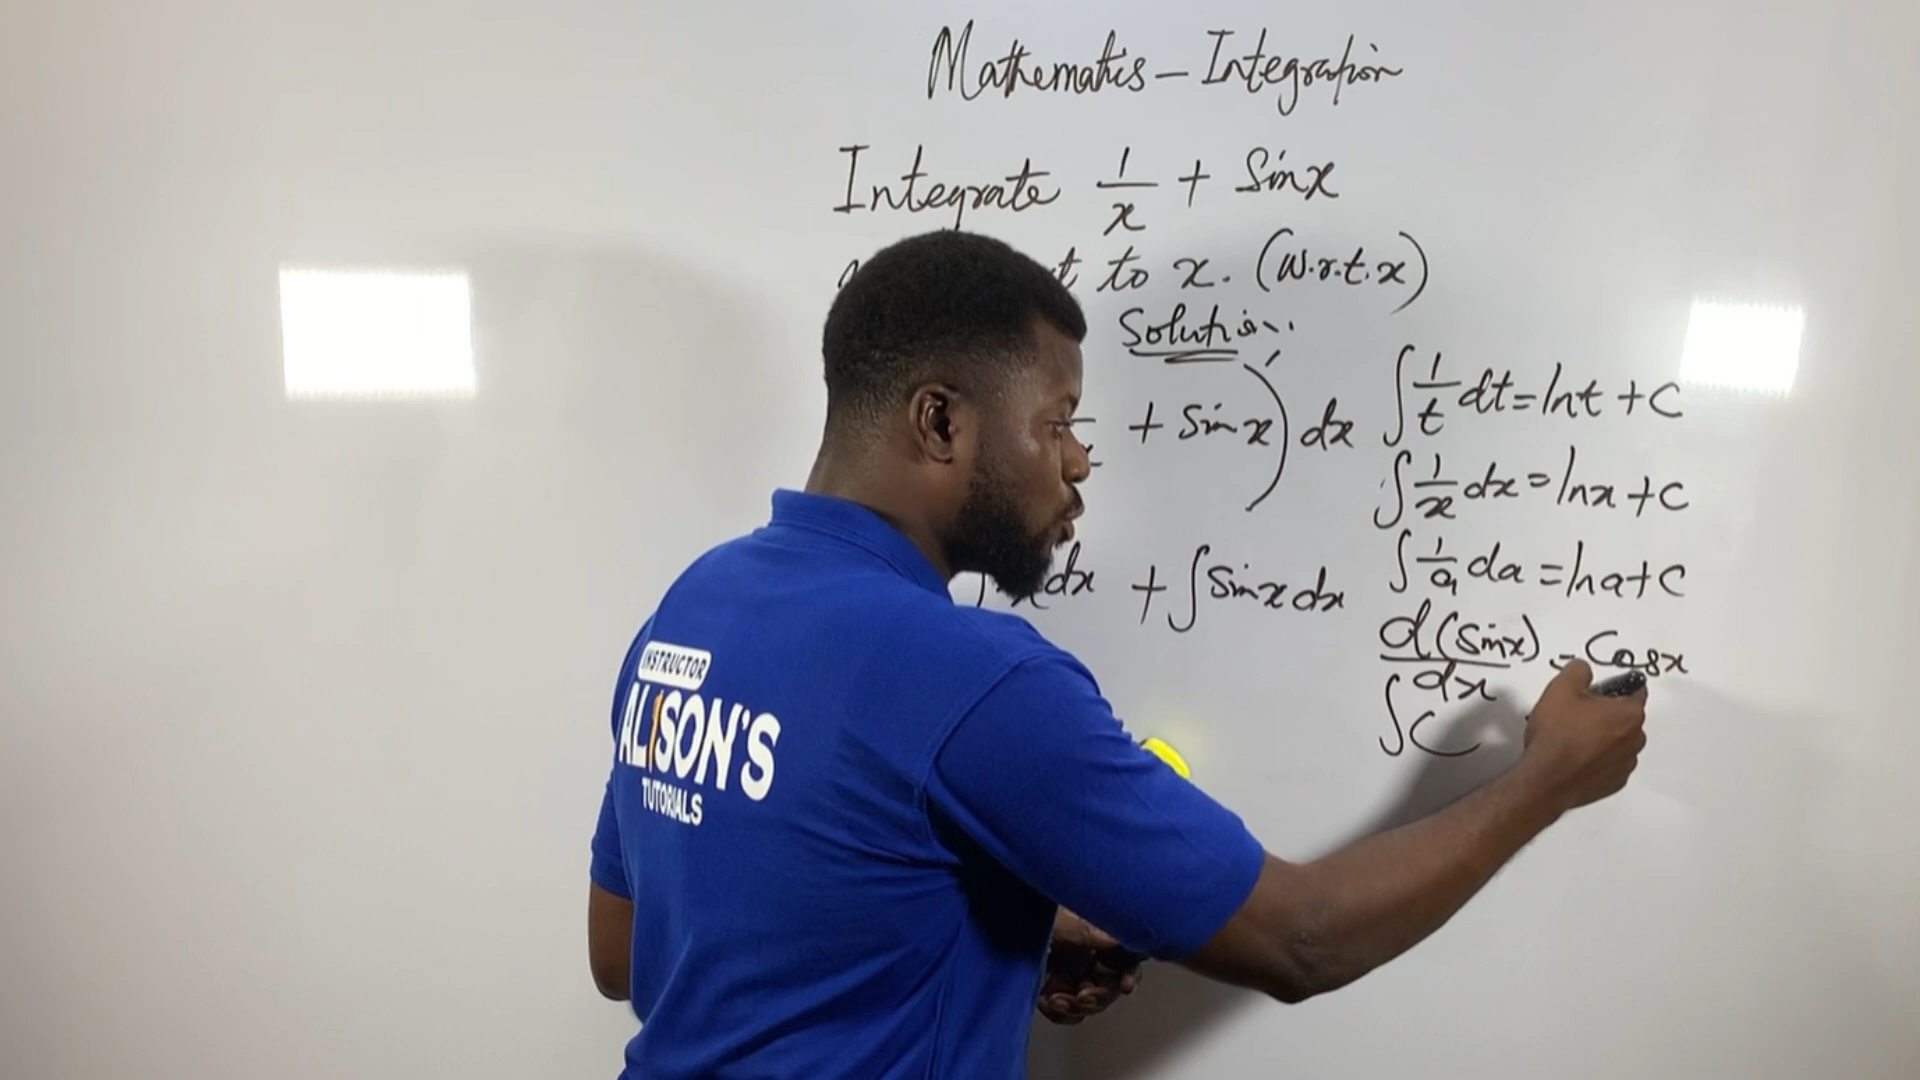 Mathematics - Integration
Integrate 1/x + Sinx
to x. (w.r.t.x)
Solution
+ Sinx) dx
∫ 1/t dt = lnt + C
∫ 1/x dx = lnx + C
dx + ∫ Sinx dx
∫ 1/a da = lna + C
d(Sinx)/dx = Cosx
∫ C
INSTRUCTOR
ALISON'S
TUTORIALS